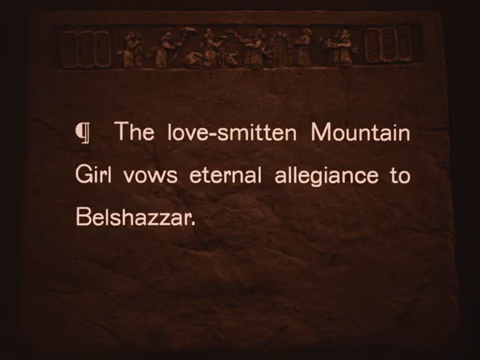 ¶ The love-smitten Mountain
Girl vows eternal allegiance to
Belshazzar.